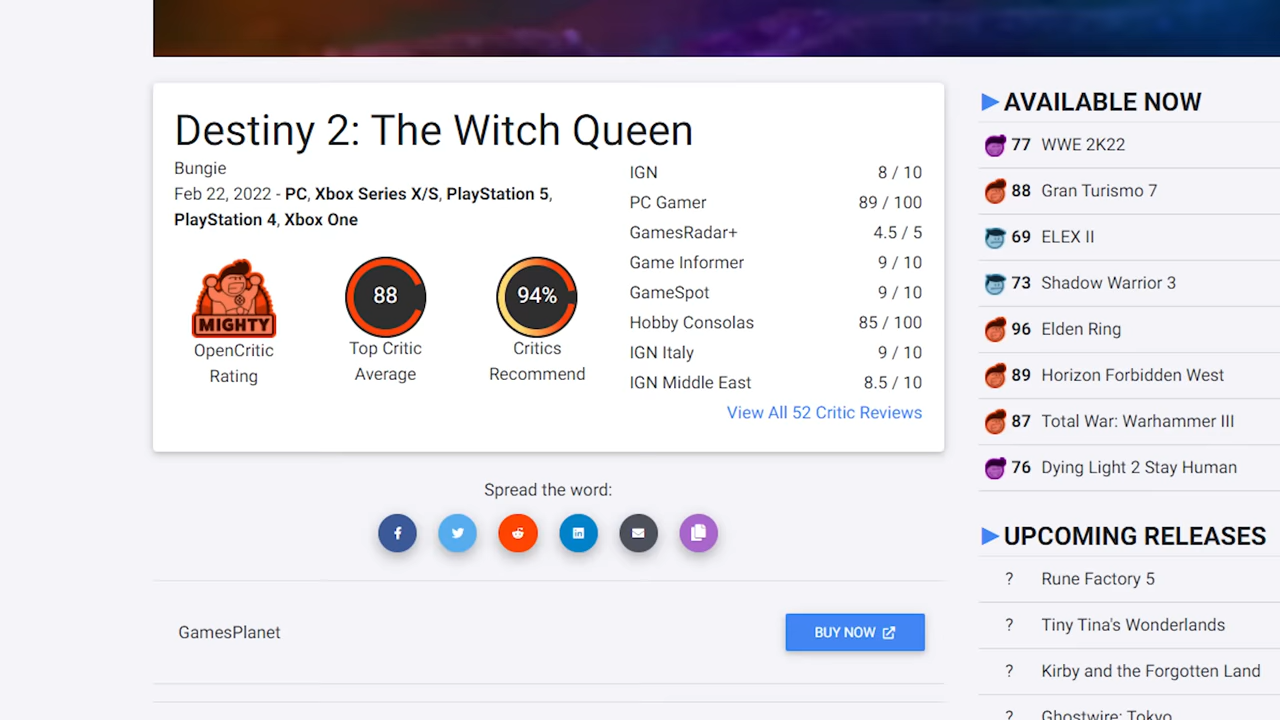 Destiny 2: The Witch Queen
Bungie
Feb 22, 2022 - PC, Xbox Series X/S, PlayStation 5,
PlayStation 4, Xbox One
MIGHTY
OpenCritic
Rating
88
Top Critic
Average
94%
Critics
Recommend
IGN 8 / 10
PC Gamer 89 / 100
GamesRadar+ 4.5 / 5
Game Informer 9 / 10
GameSpot 9 / 10
Hobby Consolas 85 / 100
IGN Italy 9 / 10
IGN Middle East 8.5 / 10
View All 52 Critic Reviews
Spread the word:
GamesPlanet
BUY NOW
AVAILABLE NOW
77 WWE 2K22
88 Gran Turismo 7
69 ELEX II
73 Shadow Warrior 3
96 Elden Ring
89 Horizon Forbidden West
87 Total War: Warhammer III
76 Dying Light 2 Stay Human
UPCOMING RELEASES
? Rune Factory 5
? Tiny Tina's Wonderlands
? Kirby and the Forgotten Land
? Ghostwire: Tokyo